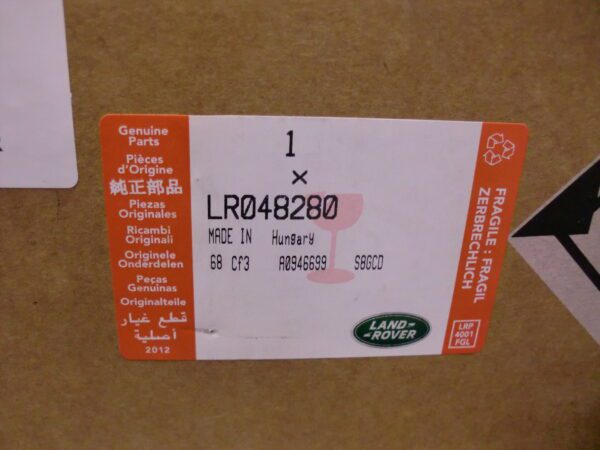 Genuine
Parts
Pièces
d'Origine
純正部品
Piezas
Originales
Ricambi
Originali
Originele
Onderdelen
Peças
Genuinas
Originalteile
قطع غيار
أصلية
2012
1
×
LR048280
MADE IN Hungary
68 Cf3 A0946699 S8GCD
LAND-
-ROVER
FRAGILE : FRAGIL
ZERBRECHLICH
LRP
4001
FGL